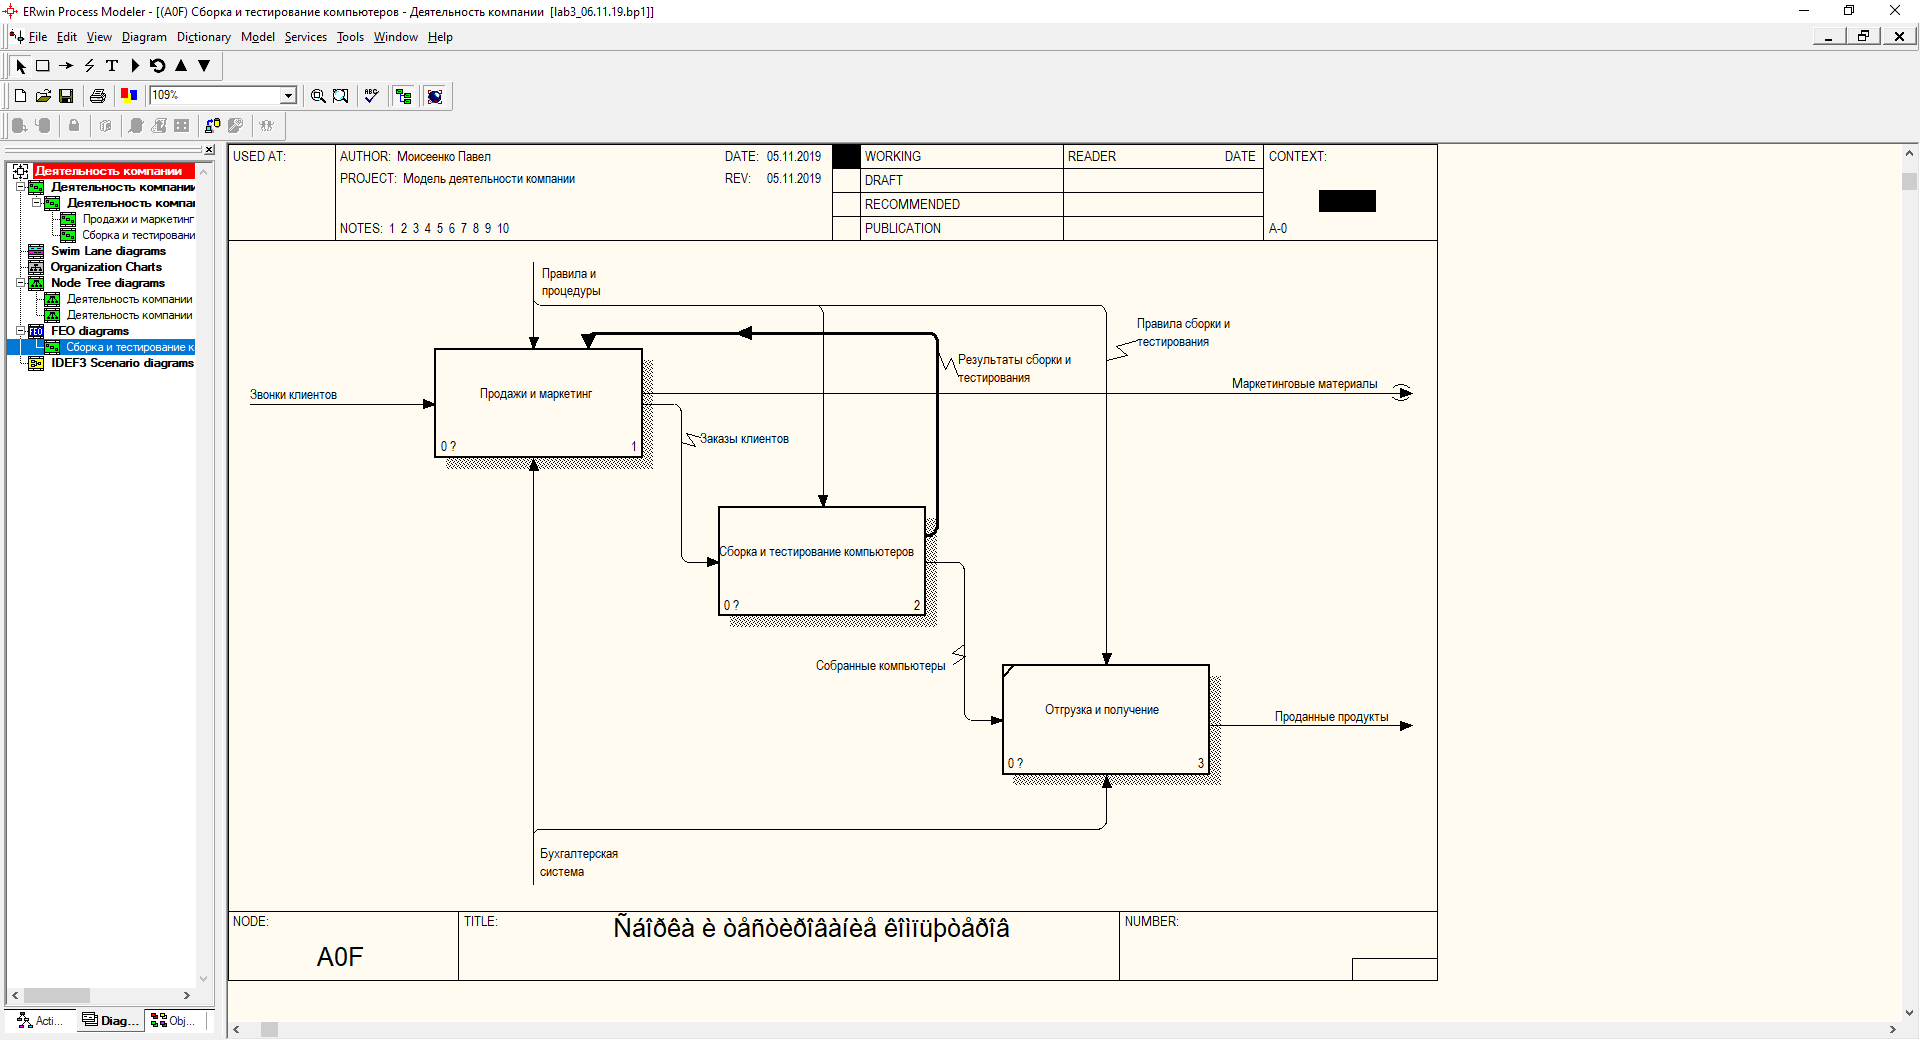 ERwin Process Modeler - [(A0F) Сборка и тестирование компьютеров - Деятельность компании  [lab3_06.11.19.bp1]]
File Edit View Diagram Dictionary Model Services Tools Window Help
109%
Деятельность компании
Деятельность компании
Деятельность компа
Продажи и маркетинг
Сборка и тестировани
Swim Lane diagrams
Organization Charts
Node Tree diagrams
Деятельность компании
Деятельность компании
FEO diagrams
Сборка и тестирование к
IDEF3 Scenario diagrams
Acti... Diag... Obj...
USED AT:
AUTHOR: Моисеенко Павел
DATE: 05.11.2019
PROJECT: Модель деятельности компании
REV: 05.11.2019
NOTES: 1 2 3 4 5 6 7 8 9 10
WORKING
DRAFT
RECOMMENDED
PUBLICATION
READER DATE
CONTEXT:
A-0
Правила и
процедуры
Правила сборки и
тестирования
Результаты сборки и
тестирования
Маркетинговые материалы
Звонки клиентов
Продажи и маркетинг
0 ? 1
Заказы клиентов
Сборка и тестирование компьютеров
0 ? 2
Собранные компьютеры
Отгрузка и получение
0 ? 3
Проданные продукты
Бухгалтерская
система
NODE:
A0F
TITLE:
Ñáîðêà è òåñòèðîâàíèå êîìïüþòåðîâ
NUMBER: